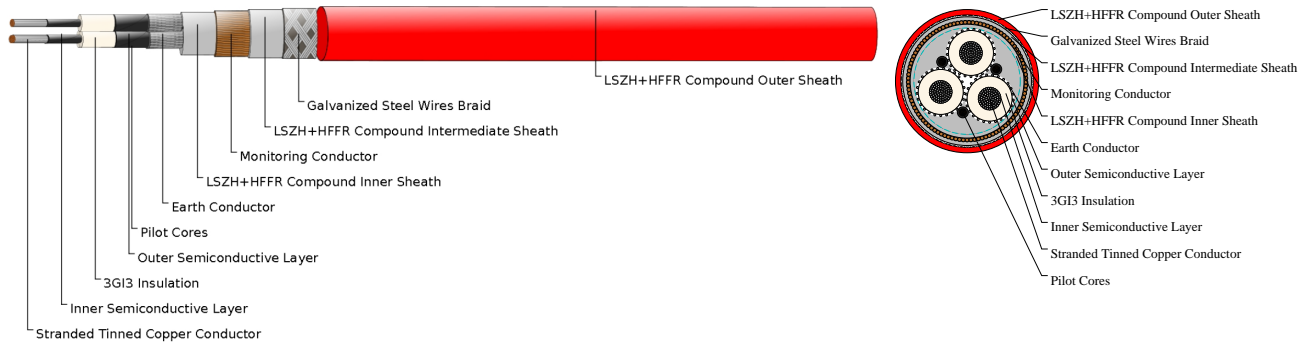 LSZH+HFFR Compound Outer Sheath
Galvanized Steel Wires Braid
LSZH+HFFR Compound Intermediate Sheath
Monitoring Conductor
LSZH+HFFR Compound Inner Sheath
Earth Conductor
Pilot Cores
Outer Semiconductive Layer
3GI3 Insulation
Inner Semiconductive Layer
Stranded Tinned Copper Conductor
LSZH+HFFR Compound Outer Sheath
Galvanized Steel Wires Braid
LSZH+HFFR Compound Intermediate Sheath
Monitoring Conductor
LSZH+HFFR Compound Inner Sheath
Earth Conductor
Outer Semiconductive Layer
3GI3 Insulation
Inner Semiconductive Layer
Stranded Tinned Copper Conductor
Pilot Cores